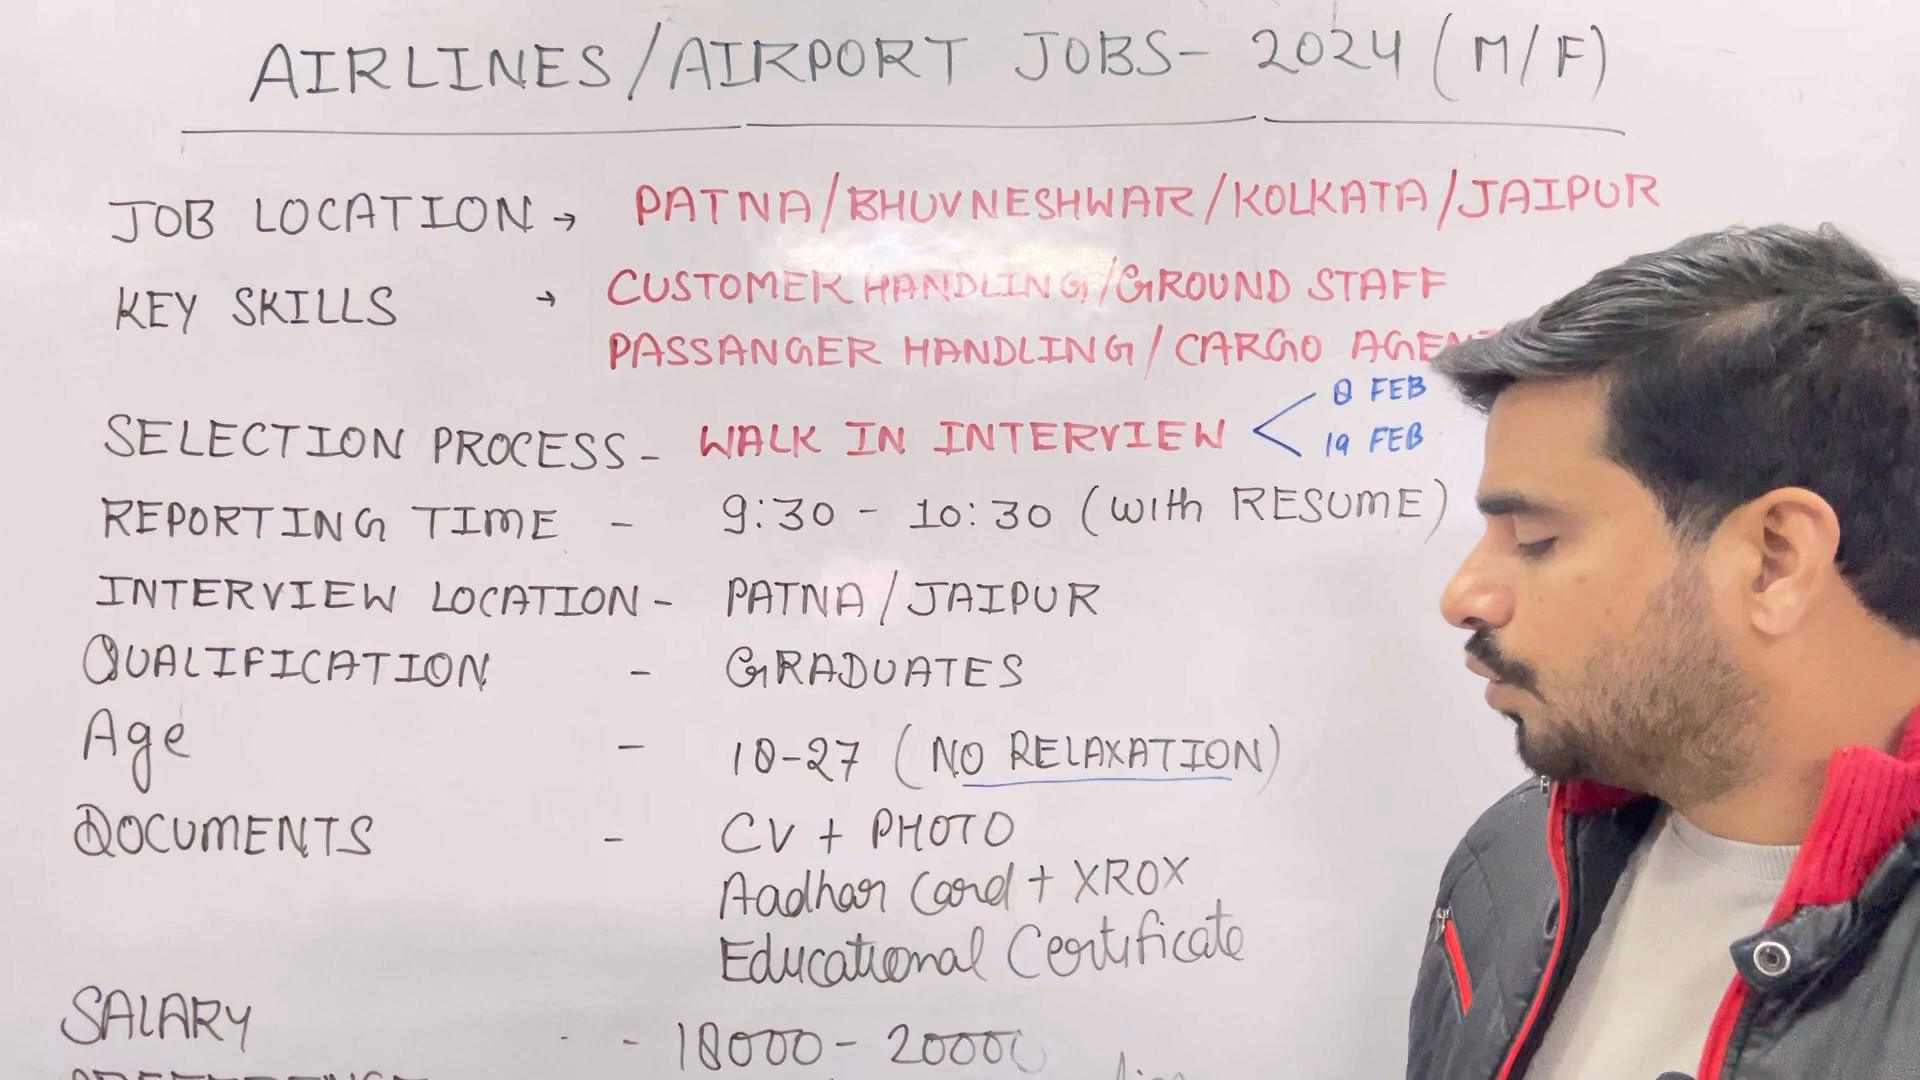 AIRLINES/AIRPORT JOBS- 2024 (M/F)
JOB LOCATION → PATNA/BHUVNESHWAR/KOLKATA/JAIPUR
KEY SKILLS → CUSTOMER HANDLING/GROUND STAFF
PASSANGER HANDLING/CARGO
SELECTION PROCESS - WALK IN INTERVIEW < 8 FEB
19 FEB
REPORTING TIME - 9:30 - 10:30 (with RESUME)
INTERVIEW LOCATION - PATNA/JAIPUR
QUALIFICATION - GRADUATES
Age - 18-27 (NO RELAXATION)
DOCUMENTS - CV + PHOTO
Aadhar Card + XROX
Educational Certificate
SALARY - 18000 - 20000